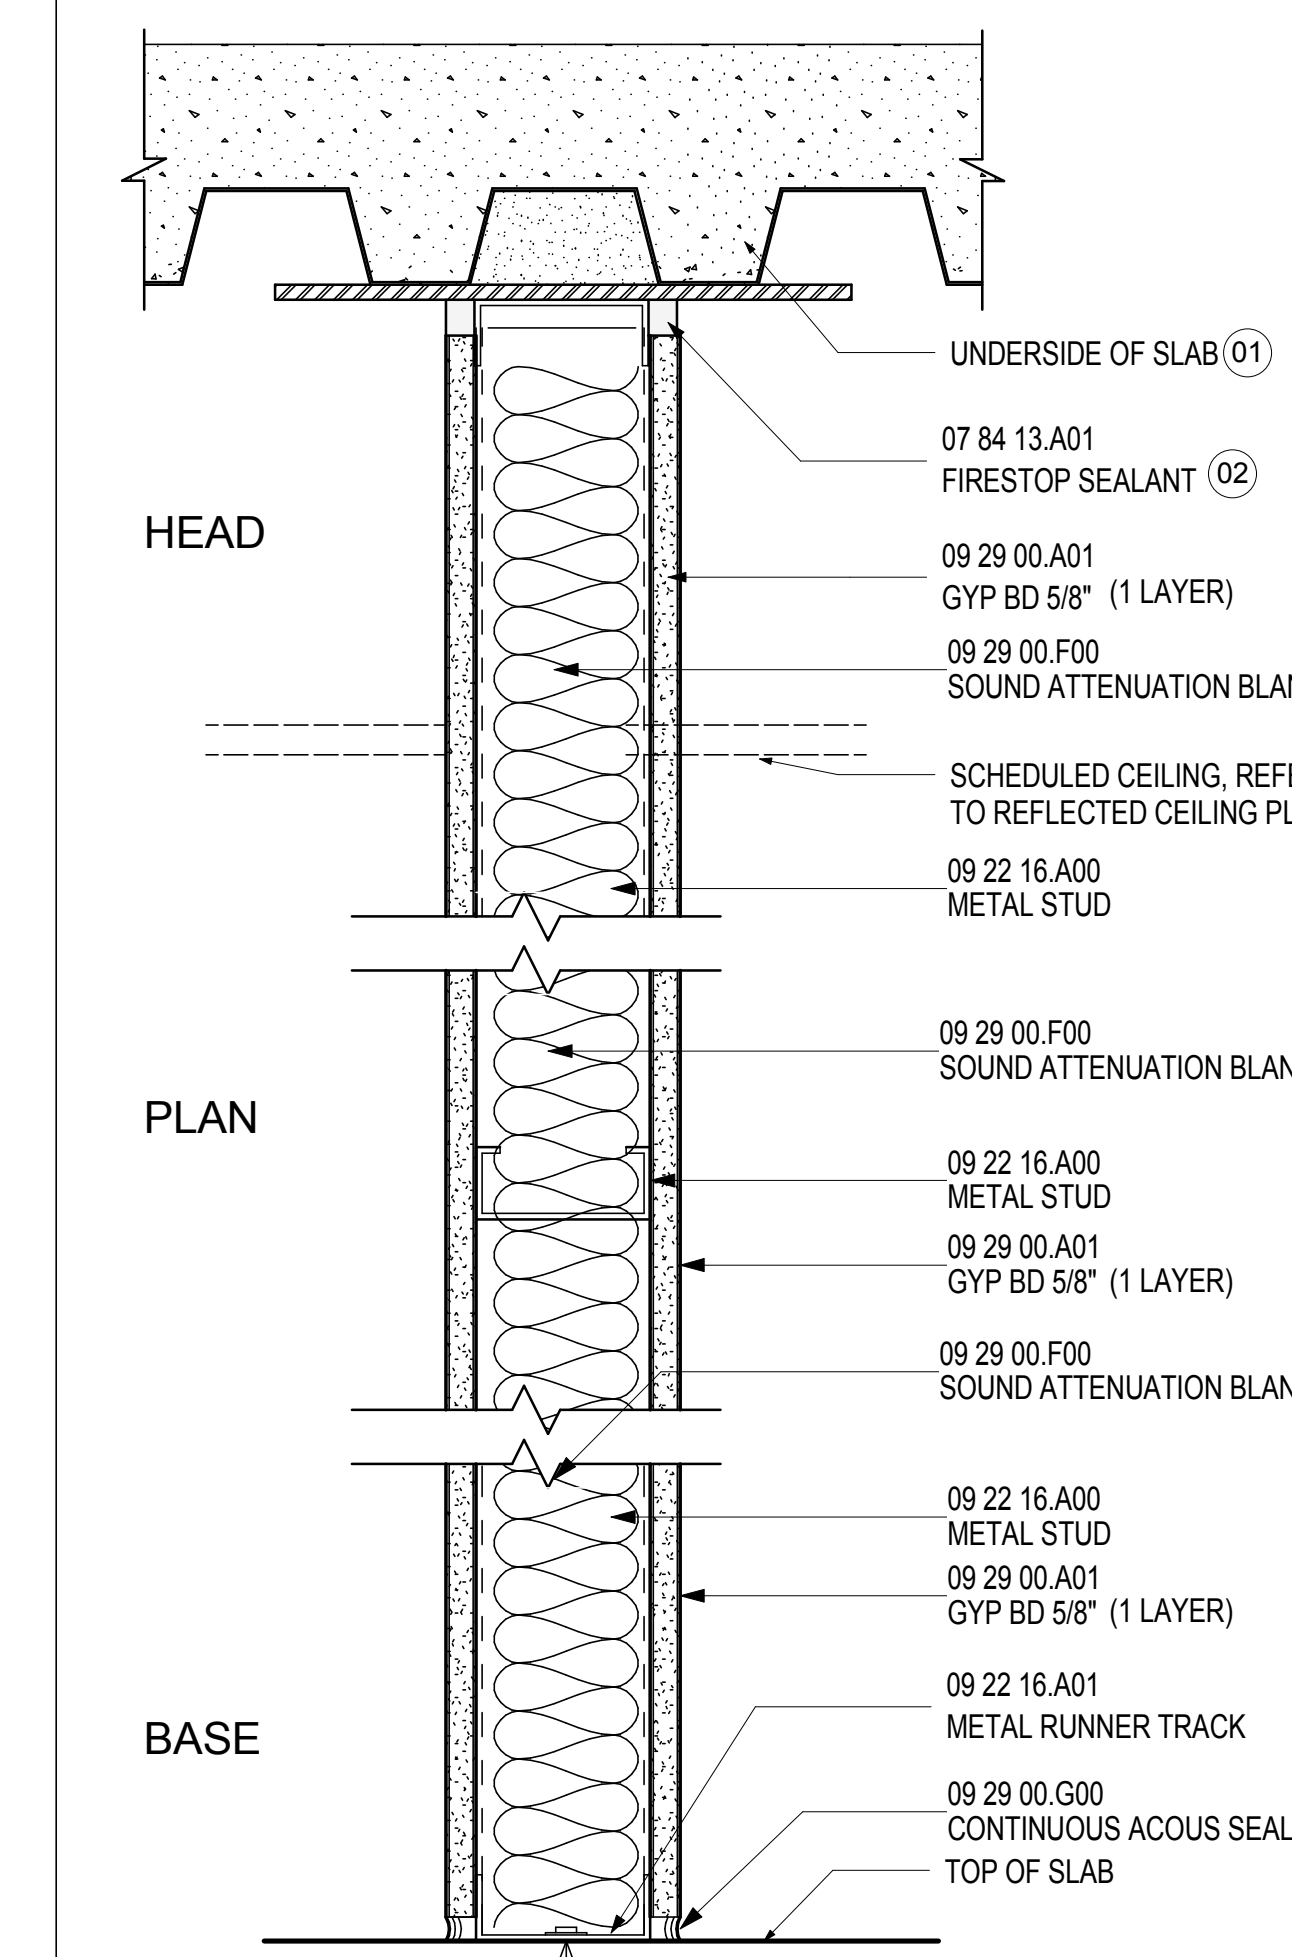 UNDERSIDE OF SLAB 01
07 84 13.A01
FIRESTOP SEALANT 02
HEAD
09 29 00.A01
GYP BD 5/8" (1 LAYER)
09 29 00.F00
SOUND ATTENUATION
SCHEDULED CEILING,
TO REFLECTED CEILING
09 22 16.A00
METAL STUD
09 29 00.F00
SOUND ATTENUATION
PLAN
09 22 16.A00
METAL STUD
09 29 00.A01
GYP BD 5/8" (1 LAYER)
09 29 00.F00
SOUND ATTENUATION
09 22 16.A00
METAL STUD
09 29 00.A01
GYP BD 5/8" (1 LAYER)
09 22 16.A01
METAL RUNNER TRACK
BASE
09 29 00.G00
CONTINUOUS ACOUS SEAL
TOP OF SLAB